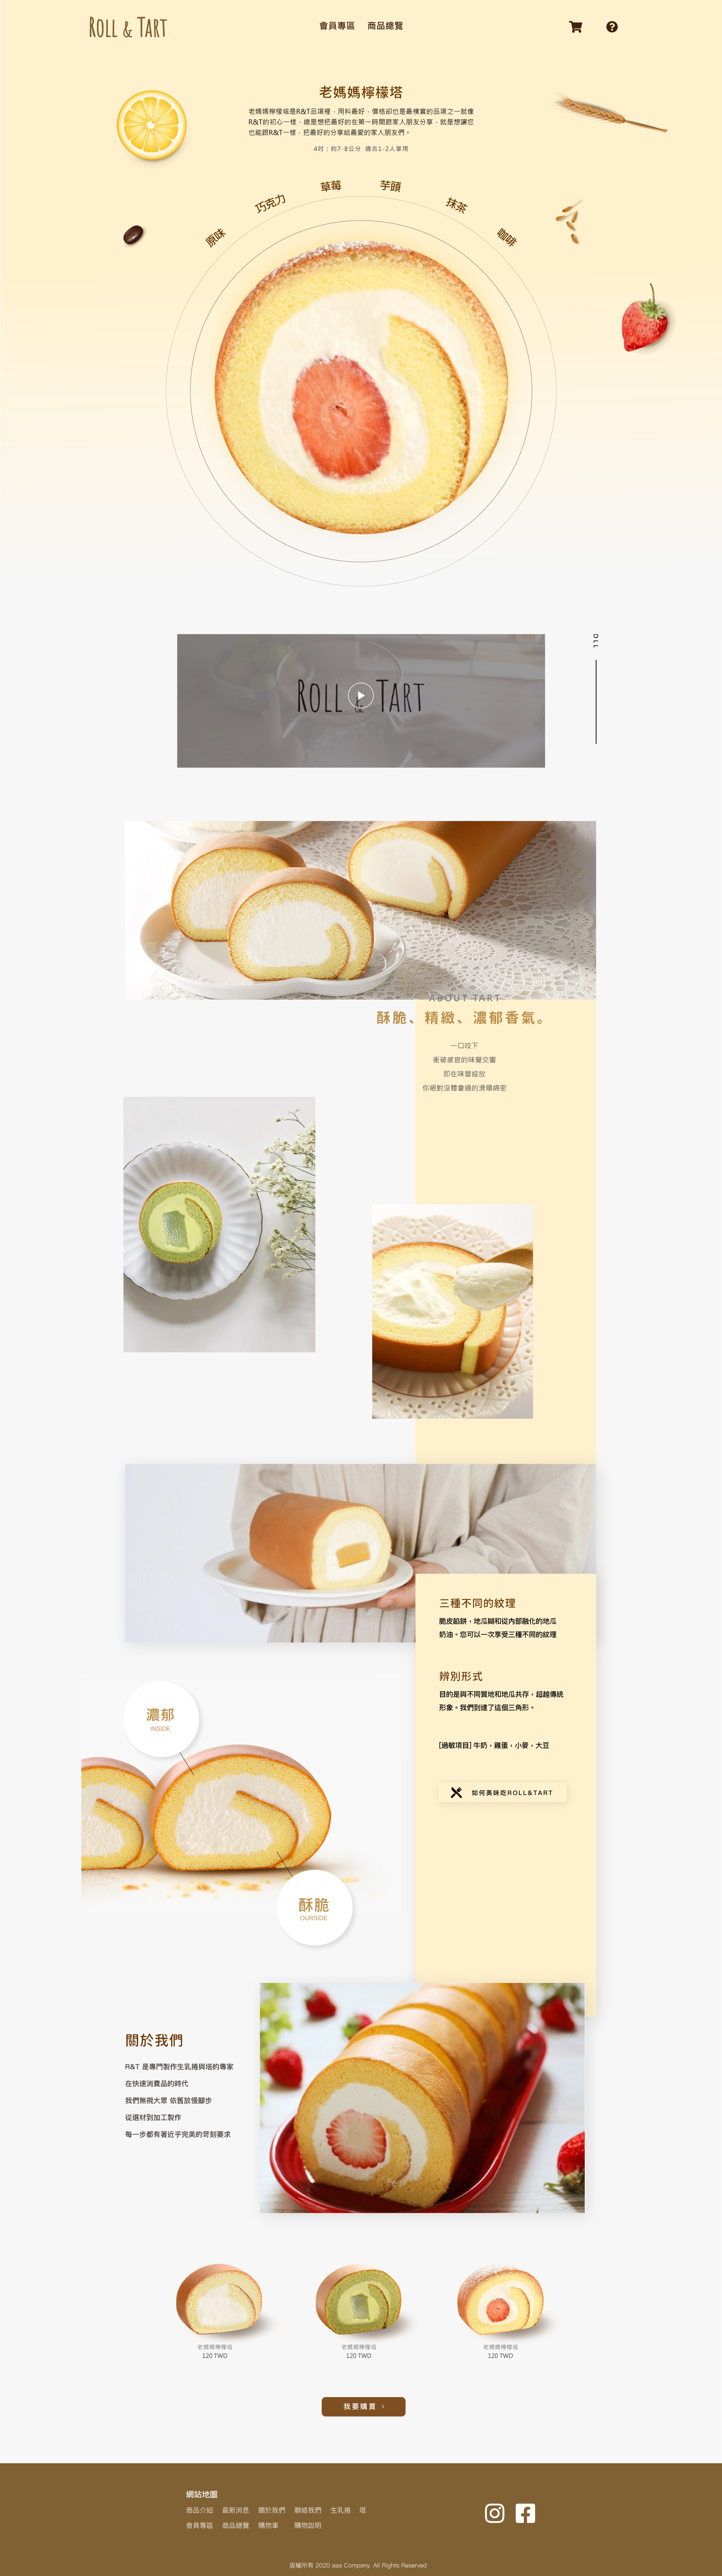 ROLL & TART
會員專區 商品總覽
老媽媽檸檬塔
老媽媽檸檬塔是R&T品項裡，用料最好，價格卻也是最樸實的品項之一就像
R&T的初心一樣，總是想把最好的在第一時間跟家人朋友分享，就是想讓您
也能跟R&T一樣，把最好的分享給最愛的家人朋友們。
4吋：約7-8公分 適合1-2人享用
原味
巧克力
草莓
芋頭
抹茶
咖啡
OLL
ROLL & TART
ABOUT TART
酥脆、精緻、濃郁香氣。
一口咬下
衝破感官的味覺交響
即在味蕾綻放
你絕對沒體會過的滑順綿密
三種不同的紋理
脆皮餡餅，地瓜糊和從內部融化的地瓜
奶油。您可以一次享受三種不同的紋理
辨別形式
目的是與不同質地和地瓜共存，超越傳統
形象。我們到達了這個三角形。
[過敏項目] 牛奶，雞蛋，小麥，大豆
如何美味吃ROLL&TART
濃郁
INSIDE
酥脆
OURSIDE
關於我們
R&T 是專門製作生乳捲與塔的專家
在快速消費品的時代
我們無視大眾 依舊放慢腳步
從選材到加工製作
每一步都有著近乎完美的苛刻要求
老媽媽檸檬塔
120 TWD
老媽媽檸檬塔
120 TWD
老媽媽檸檬塔
120 TWD
我要購買 ›
網站地圖
商品介紹 最新消息 關於我們 聯絡我們 生乳捲 塔
會員專區 商品總覽 購物車 購物說明
版權所有 2020 aaa Company. All Rights Reserved